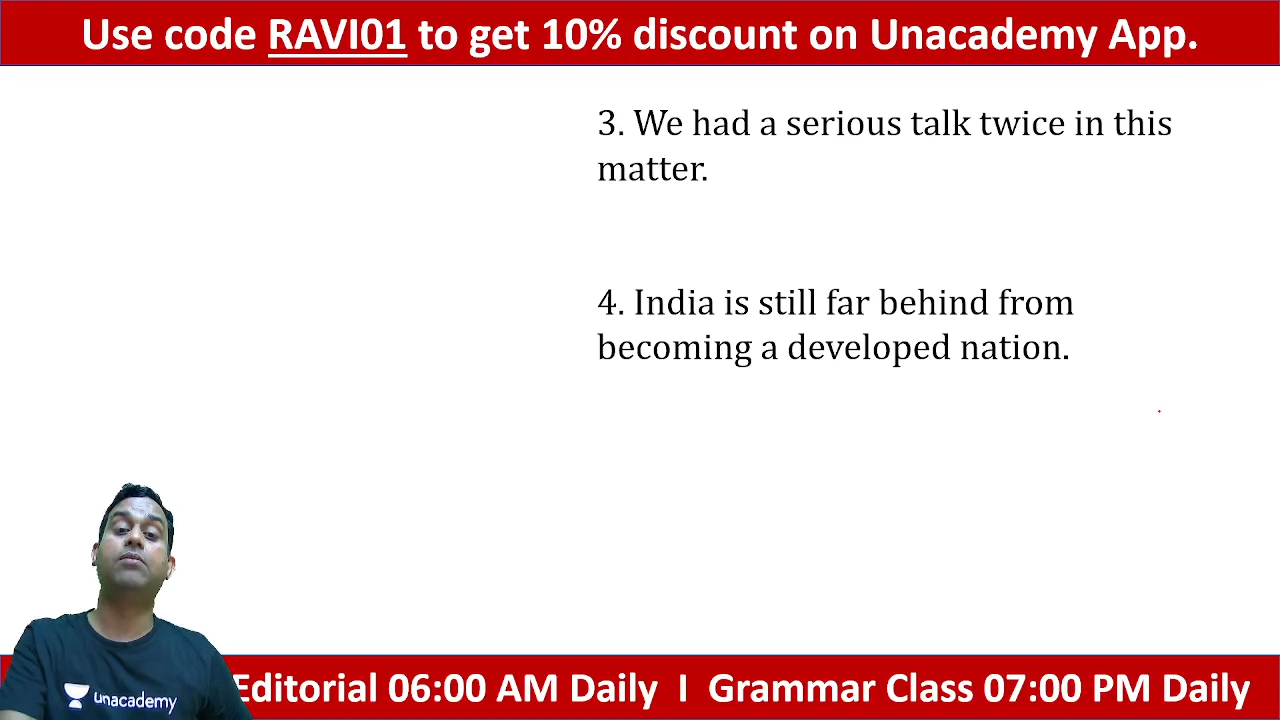 Use code RAVI01 to get 10% discount on Unacademy App.
3. We had a serious talk twice in this
matter.
4. India is still far behind from
becoming a developed nation.
unacademy
Editorial 06:00 AM Daily I Grammar Class 07:00 PM Daily